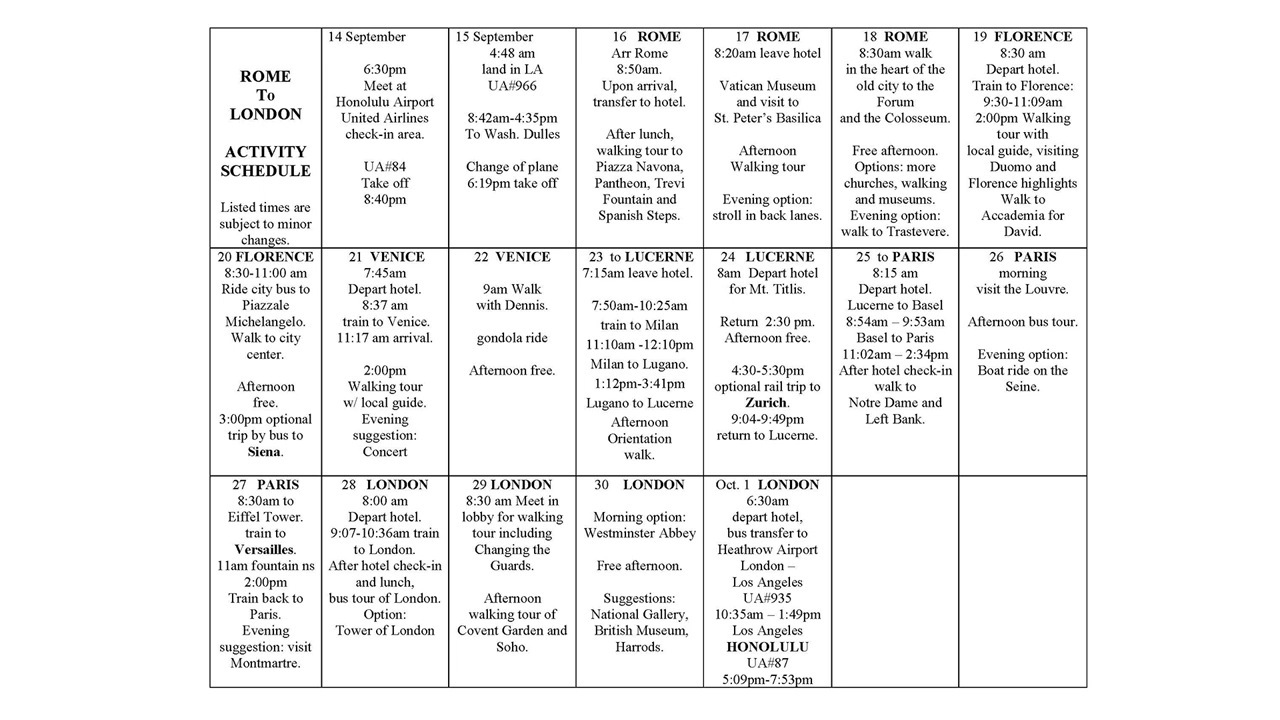 ROME
To
LONDON
ACTIVITY
SCHEDULE
Listed times are
subject to minor
changes.
14 September
6:30pm
Meet at
Honolulu Airport
United Airlines
check-in area.
UA#84
Take off
8:40pm
15 September
4:48 am
land in LA
UA#966
8:42am-4:35pm
To Wash. Dulles
Change of plane
6:19pm take off
16 ROME
Arr Rome
8:50am.
Upon arrival,
transfer to hotel.
After lunch,
walking tour to
Piazza Navona,
Pantheon, Trevi
Fountain and
Spanish Steps.
17 ROME
8:20am leave hotel
Vatican Museum
and visit to
St. Peter's Basilica
Afternoon
Walking tour
Evening option:
stroll in back lanes.
18 ROME
8:30am walk
in the heart of the
old city to the
Forum
and the Colosseum.
Free afternoon.
Options: more
churches, walking
and museums.
Evening option:
walk to Trastevere.
19 FLORENCE
8:30 am
Depart hotel.
Train to Florence:
9:30-11:09am
2:00pm Walking
tour with
local guide, visiting
Duomo and
Florence highlights
Walk to
Accademia for
David.
20 FLORENCE
8:30-11:00 am
Ride city bus to
Piazzale
Michelangelo.
Walk to city
center.
Afternoon
free.
3:00pm optional
trip by bus to
Siena.
21 VENICE
7:45am
Depart hotel.
8:37 am
train to Venice.
11:17 am arrival.
2:00pm
Walking tour
w/ local guide.
Evening
suggestion:
Concert
22 VENICE
9am Walk
with Dennis.
gondola ride
Afternoon free.
23 to LUCERNE
7:15am leave hotel.
7:50am-10:25am
train to Milan
11:10am -12:10pm
Milan to Lugano.
1:12pm-3:41pm
Lugano to Lucerne
Afternoon
Orientation
walk.
24 LUCERNE
8am Depart hotel
for Mt. Titlis.
Return 2:30 pm.
Afternoon free.
4:30-5:30pm
optional rail trip to
Zurich.
9:04-9:49pm
return to Lucerne.
25 to PARIS
8:15 am
Depart hotel.
Lucerne to Basel
8:54am – 9:53am
Basel to Paris
11:02am – 2:34pm
After hotel check-in
walk to
Notre Dame and
Left Bank.
26 PARIS
morning
visit the Louvre.
Afternoon bus tour.
Evening option:
Boat ride on the
Seine.
27 PARIS
8:30am to
Eiffel Tower.
train to
Versailles.
11am fountain ns
2:00pm
Train back to
Paris.
Evening
suggestion: visit
Montmartre.
28 LONDON
8:00 am
Depart hotel.
9:07-10:36am train
to London.
After hotel check-in
and lunch,
bus tour of London.
Option:
Tower of London
29 LONDON
8:30 am Meet in
lobby for walking
tour including
Changing the
Guards.
Afternoon
walking tour of
Covent Garden and
Soho.
30 LONDON
Morning option:
Westminster Abbey
Free afternoon.
Suggestions:
National Gallery,
British Museum,
Harrods.
Oct. 1 LONDON
6:30am
depart hotel,
bus transfer to
Heathrow Airport
London –
Los Angeles
UA#935
10:35am – 1:49pm
Los Angeles
HONOLULU
UA#87
5:09pm-7:53pm